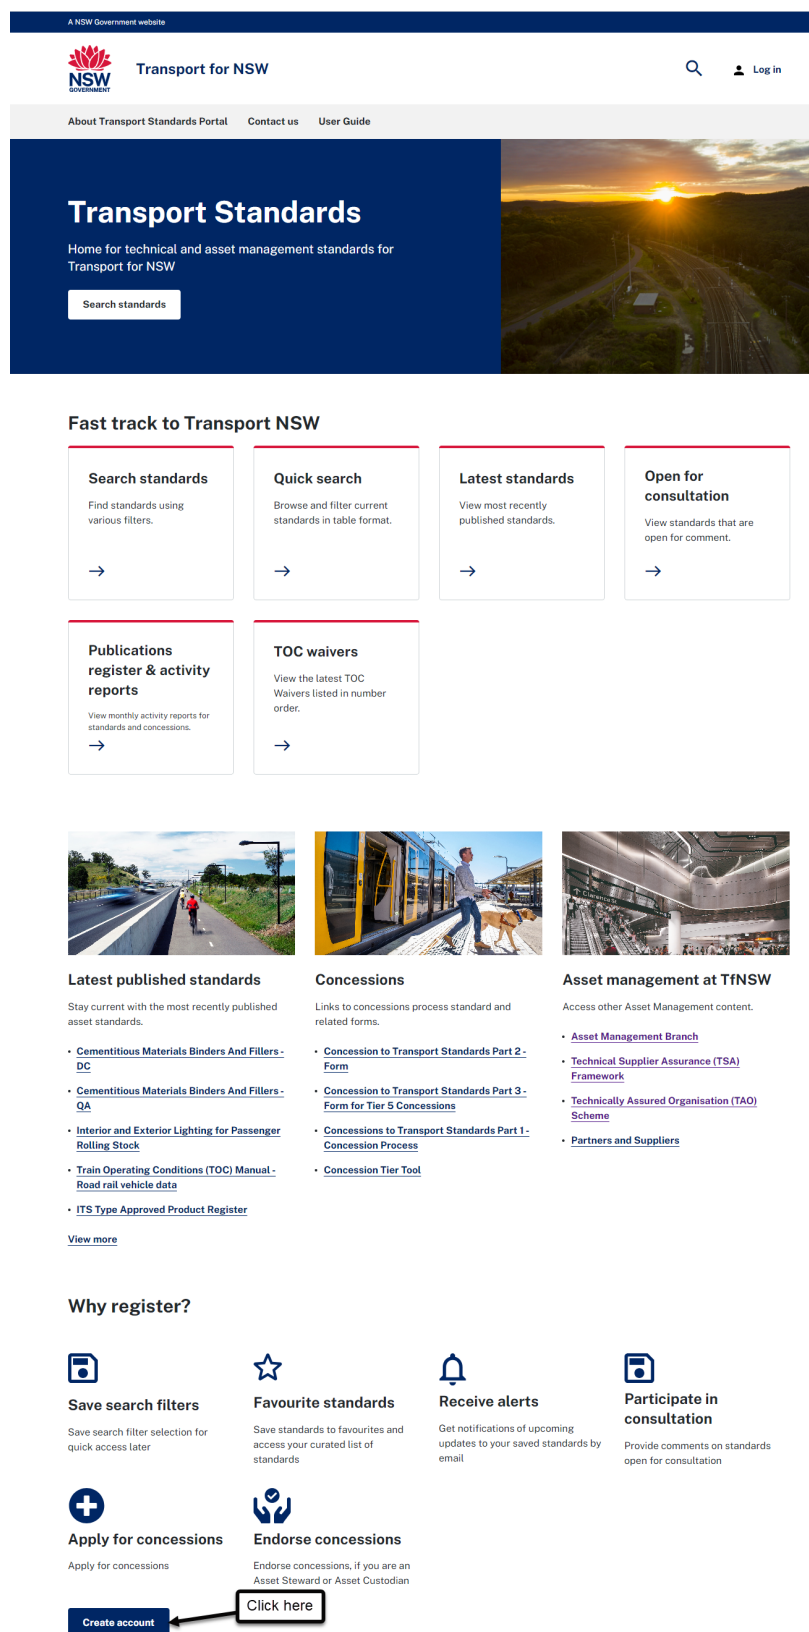 A NSW Government website
NSW
GOVERNMENT
Transport for NSW
Log in
About Transport Standards Portal
Contact us
User Guide
Transport Standards
Home for technical and asset management standards for
Transport for NSW
Search standards
Fast track to Transport NSW
Search standards
Find standards using
various filters.
Quick search
Browse and filter current
standards in table format.
Latest standards
View most recently
published standards.
Open for
consultation
View standards that are
open for comment.
Publications
register & activity
reports
View monthly activity reports for
standards and concessions.
TOC waivers
View the latest TOC
Waivers listed in number
order.
Clarence St
Latest published standards
Stay current with the most recently published
asset standards.
• Cementitious Materials Binders And Fillers -
DC
• Cementitious Materials Binders And Fillers -
QA
• Interior and Exterior Lighting for Passenger
Rolling Stock
• Train Operating Conditions (TOC) Manual -
Road rail vehicle data
• ITS Type Approved Product Register
View more
Concessions
Links to concessions process standard and
related forms.
• Concession to Transport Standards Part 2 -
Form
• Concession to Transport Standards Part 3 -
Form for Tier 5 Concessions
• Concessions to Transport Standards Part 1 -
Concession Process
• Concession Tier Tool
Asset management at TfNSW
Access other Asset Management content.
• Asset Management Branch
• Technical Supplier Assurance (TSA)
Framework
• Technically Assured Organisation (TAO)
Scheme
• Partners and Suppliers
Why register?
Save search filters
Save search filter selection for
quick access later
Favourite standards
Save standards to favourites and
access your curated list of
standards
Receive alerts
Get notifications of upcoming
updates to your saved standards by
email
Participate in
consultation
Provide comments on standards
open for consultation
Apply for concessions
Apply for concessions
Endorse concessions
Endorse concessions, if you are an
Asset Steward or Asset Custodian
Click here
Create account